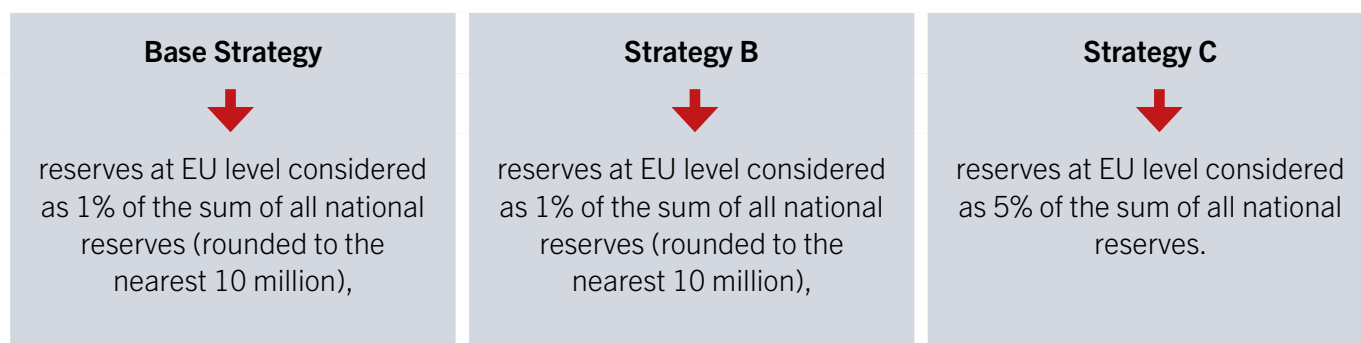 Base Strategy
reserves at EU level considered
as 1% of the sum of all national
reserves (rounded to the
nearest 10 million),
Strategy B
reserves at EU level considered
as 1% of the sum of all national
reserves (rounded to the
nearest 10 million),
Strategy C
reserves at EU level considered
as 5% of the sum of all national
reserves.